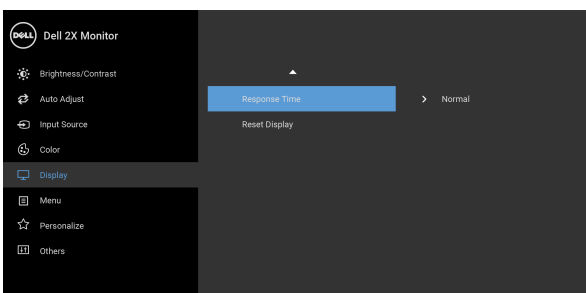 DELL Dell 2X Monitor
Brightness/Contrast
Auto Adjust
Response Time Normal
Input Source
Reset Display
Color
Display
Menu
Personalize
Others